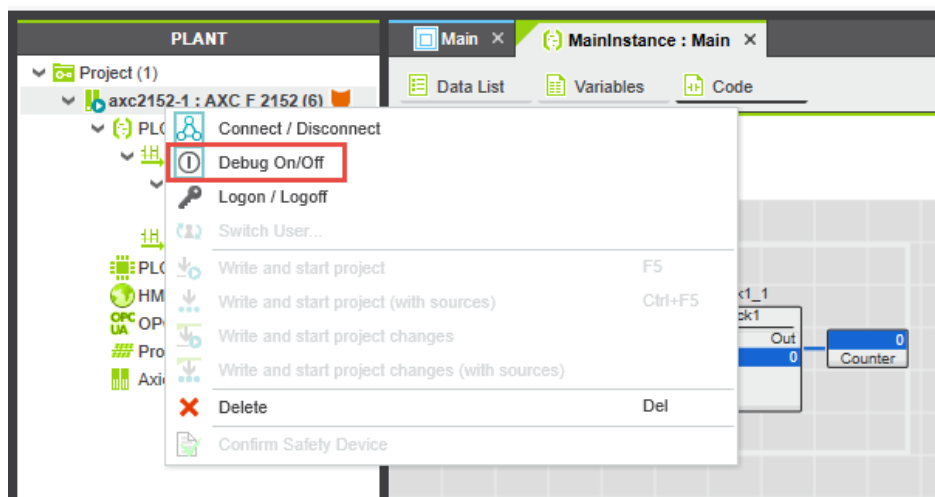 PLANT
Main
MainInstance : Main
Project (1)
axc2152-1 : AXC F 2152 (6)
Data List
Variables
Code
Connect / Disconnect
Debug On/Off
Logon / Logoff
Switch User...
Write and start project F5
Write and start project (with sources) Ctrl+F5
Write and start project changes
Write and start project changes (with sources)
Delete Del
Confirm Safety Device
PLC
PLC
HM
OPC UA OP
Pro
Axi
k1_1
ck1
Out
0
0
Counter